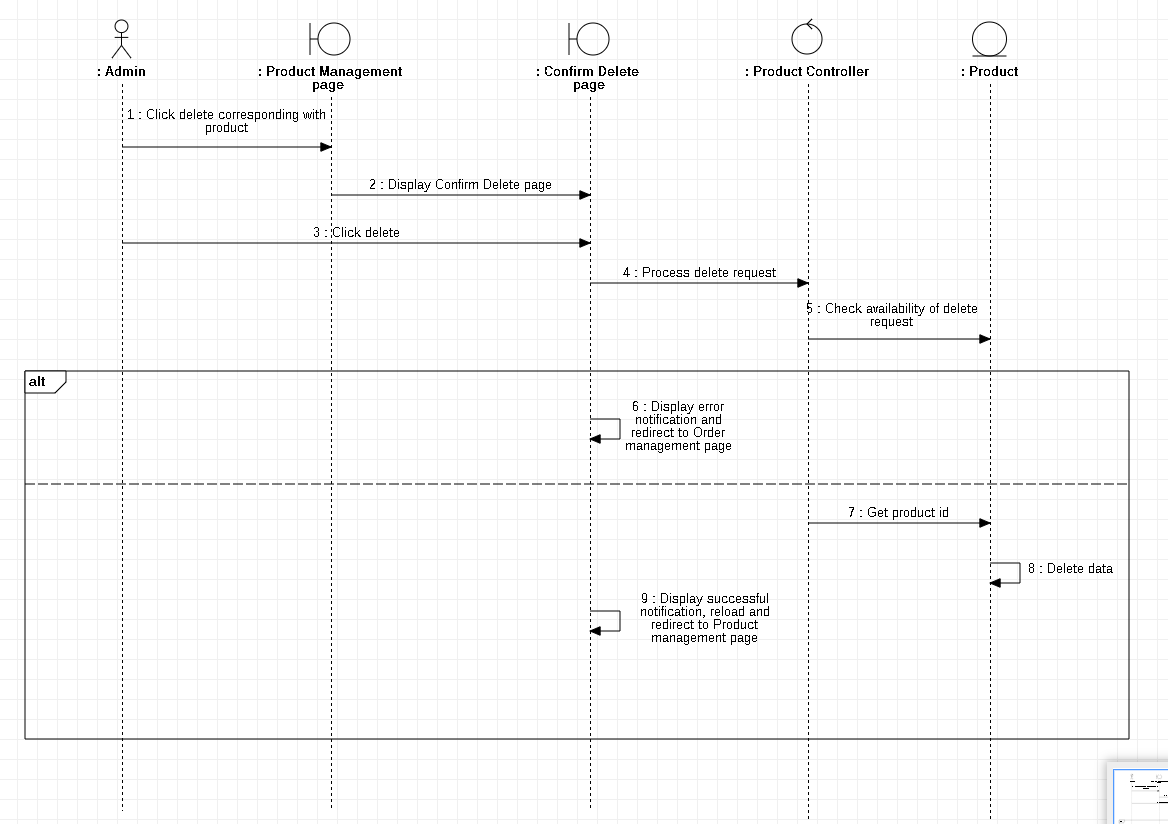 : Admin
: Product Management
page
: Confirm Delete
page
: Product Controller
: Product
1 : Click delete corresponding with
product
2 : Display Confirm Delete page
3 : Click delete
4 : Process delete request
5 : Check availability of delete
request
alt
6 : Display error
notification and
redirect to Order
management page
7 : Get product id
8 : Delete data
9 : Display successful
notification, reload and
redirect to Product
management page